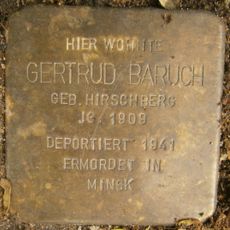 HIER WOHNTE
GERTRUD BARUCH
GEB. HIRSCHBERG
JG. 1909
DEPORTIERT 1941
ERMORDET IN
MINSK